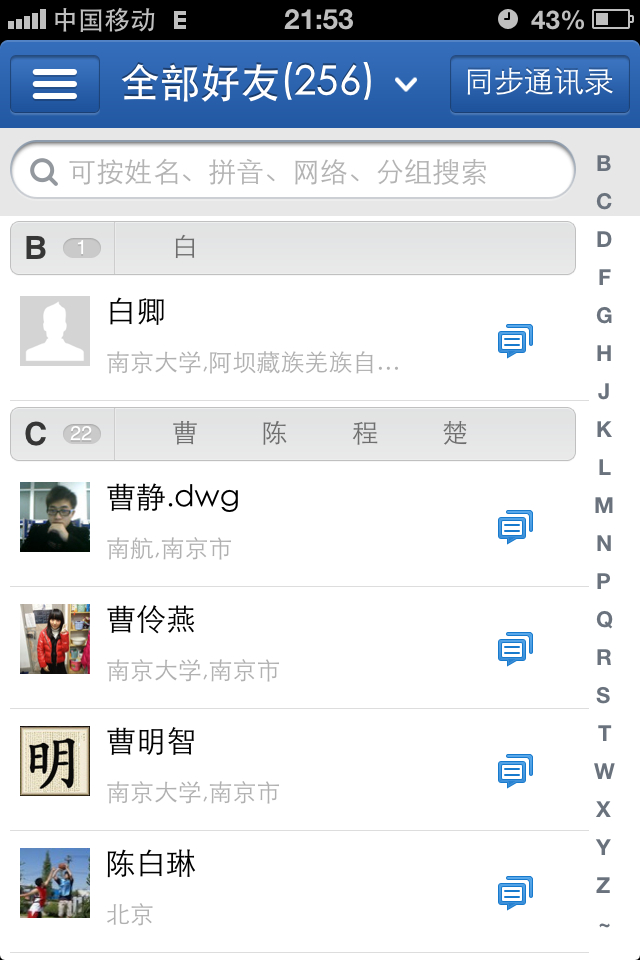 中国移动 E 21:53 43%
全部好友(256) 同步通讯录
可按姓名、拼音、网络、分组搜索
B 1 白
白卿
南京大学,阿坝藏族羌族自...
C 22 曹 陈 程 楚
曹静.dwg
南航,南京市
曹伶燕
南京大学,南京市
明
曹明智
南京大学,南京市
陈白琳
北京
B
C
D
F
G
H
J
K
L
M
N
P
Q
R
S
T
W
X
Y
Z
~